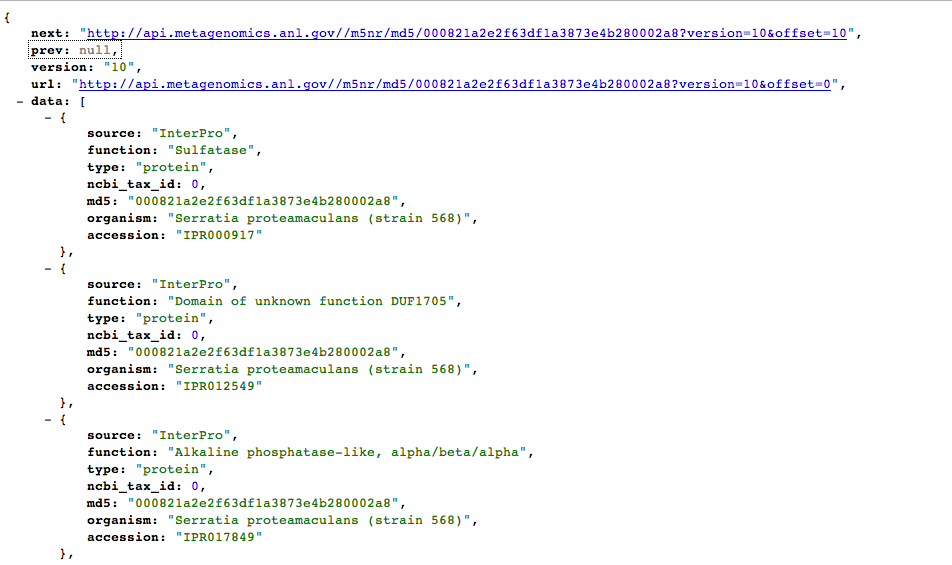 {
next: "http://api.metagenomics.anl.gov//m5nr/md5/000821a2e2f63df1a3873e4b280002a8?version=10&offset=10",
prev: null,
version: "10",
url: "http://api.metagenomics.anl.gov//m5nr/md5/000821a2e2f63df1a3873e4b280002a8?version=10&offset=0",
- data: [
- {
source: "InterPro",
function: "Sulfatase",
type: "protein",
ncbi_tax_id: 0,
md5: "000821a2e2f63df1a3873e4b280002a8",
organism: "Serratia proteamaculans (strain 568)",
accession: "IPR000917"
},
- {
source: "InterPro",
function: "Domain of unknown function DUF1705",
type: "protein",
ncbi_tax_id: 0,
md5: "000821a2e2f63df1a3873e4b280002a8",
organism: "Serratia proteamaculans (strain 568)",
accession: "IPR012549"
},
- {
source: "InterPro",
function: "Alkaline phosphatase-like, alpha/beta/alpha",
type: "protein",
ncbi_tax_id: 0,
md5: "000821a2e2f63df1a3873e4b280002a8",
organism: "Serratia proteamaculans (strain 568)",
accession: "IPR017849"
},